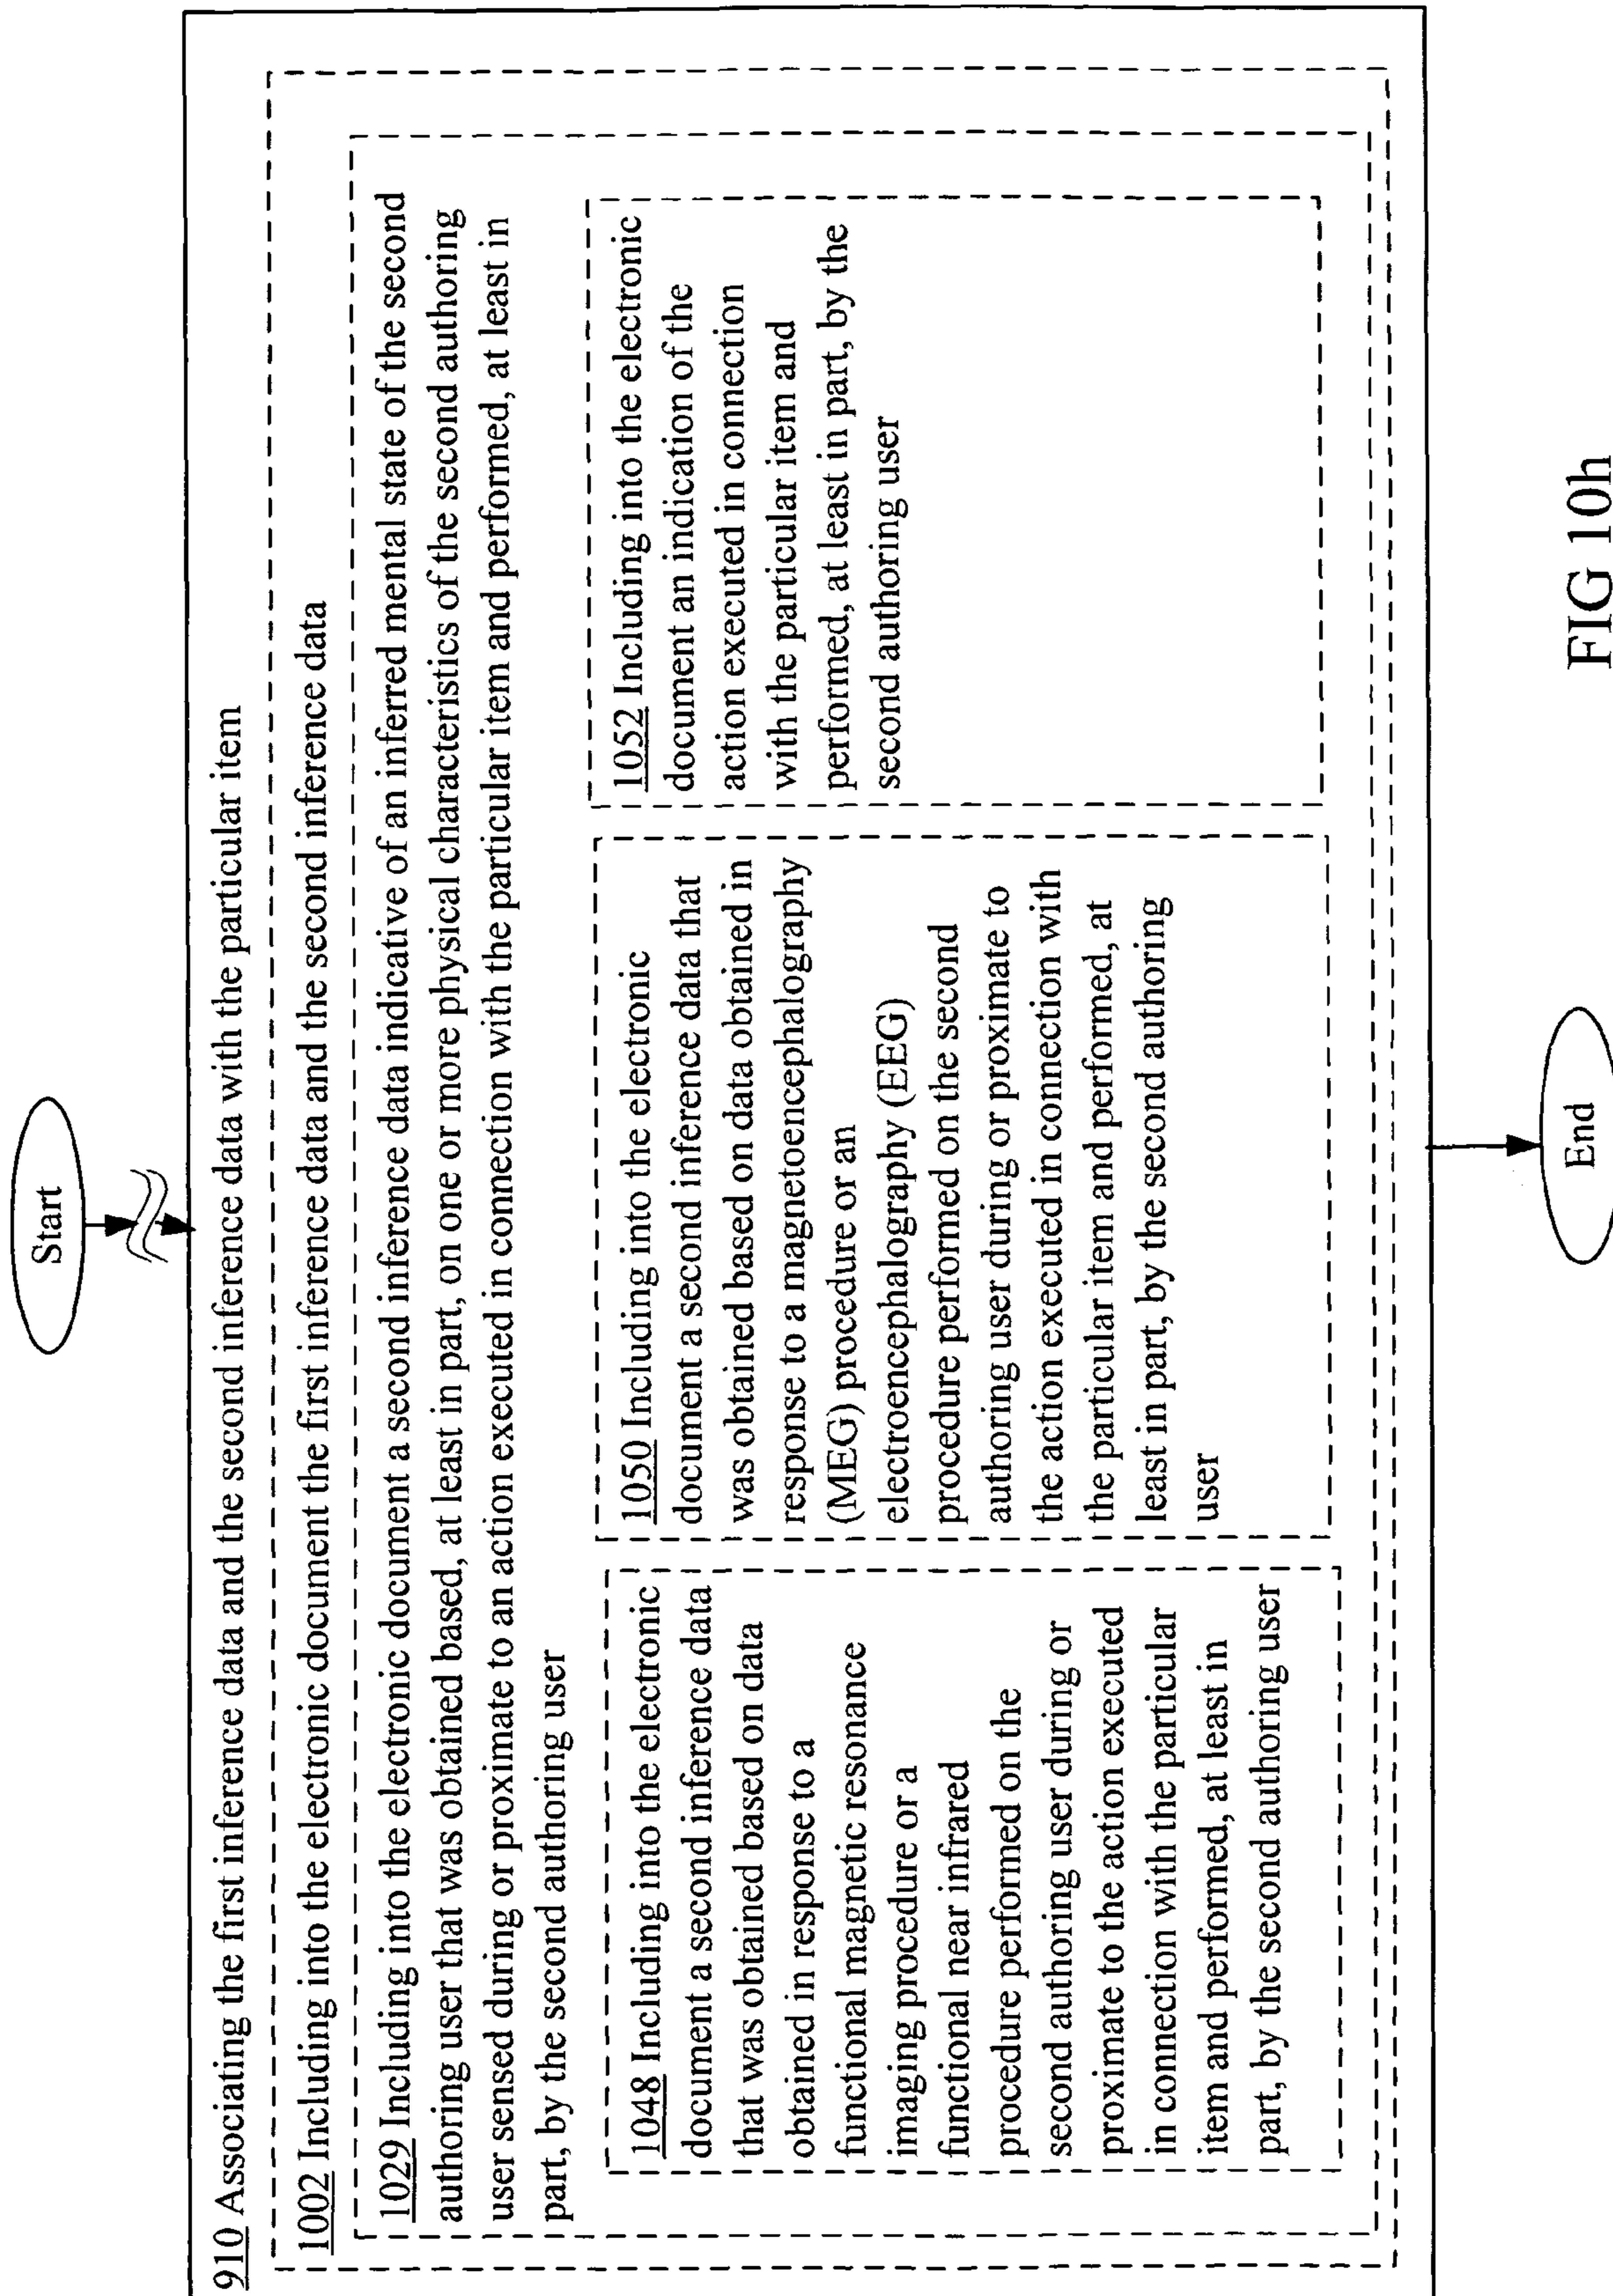 Start
910 Associating the first inference data and the second inference data with the particular item
1002 Including into the electronic document the first inference data and the second inference data
1029 Including into the electronic document a second inference data indicative of an inferred mental state of the second
authoring user that was obtained based, at least in part, on one or more physical characteristics of the second authoring
user sensed during or proximate to an action executed in connection with the particular item and performed, at least in
part, by the second authoring user
1048 Including into the electronic
document a second inference data
that was obtained based on data
obtained in response to a
functional magnetic resonance
imaging procedure or a
functional near infrared
procedure performed on the
second authoring user during or
proximate to the action executed
in connection with the particular
item and performed, at least in
part, by the second authoring user
1050 Including into the electronic
document a second inference data that
was obtained based on data obtained in
response to a magnetoencephalography
(MEG) procedure or an
electroencephalography (EEG)
procedure performed on the second
authoring user during or proximate to
the action executed in connection with
the particular item and performed, at
least in part, by the second authoring
user
1052 Including into the electronic
document an indication of the
action executed in connection
with the particular item and
performed, at least in part, by the
second authoring user
End
FIG 10h